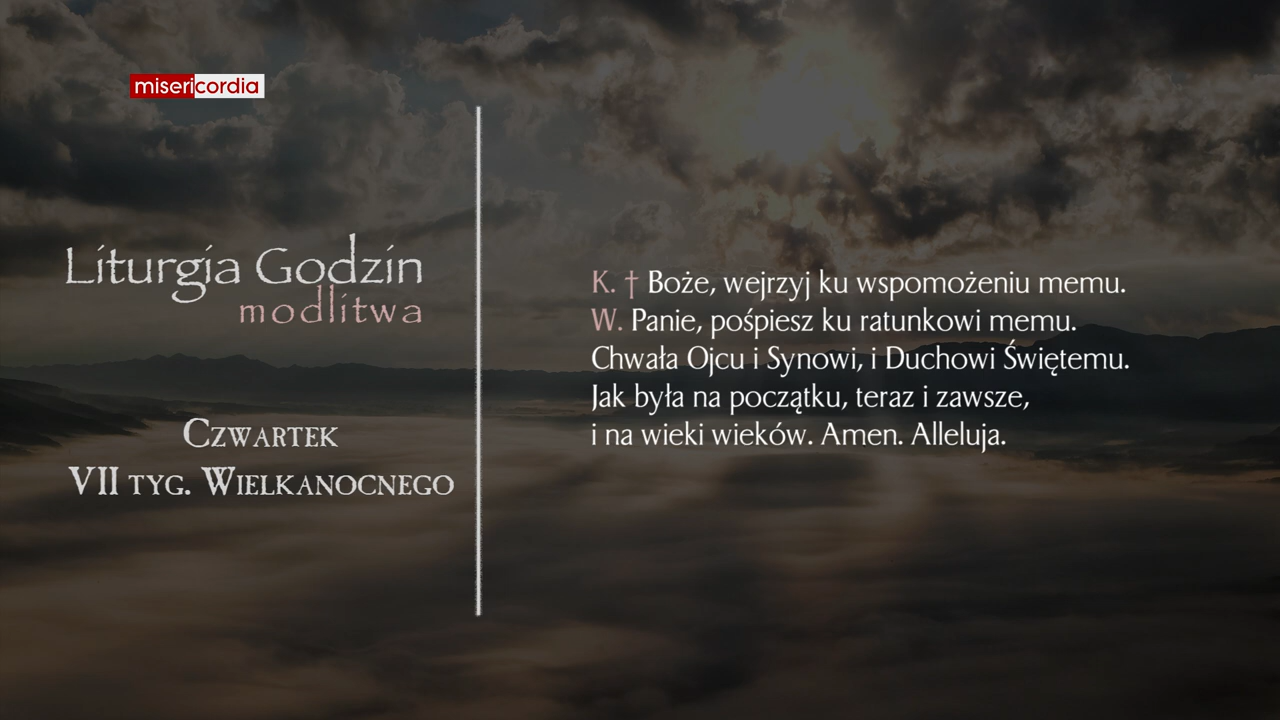 misericordia
Liturgia Godzin
modlitwa
Czwartek
VII tyg. Wielkanocnego
K. † Boże, wejrzyj ku wspomożeniu memu.
W. Panie, pośpiesz ku ratunkowi memu.
Chwała Ojcu i Synowi, i Duchowi Świętemu.
Jak była na początku, teraz i zawsze,
i na wieki wieków. Amen. Alleluja.